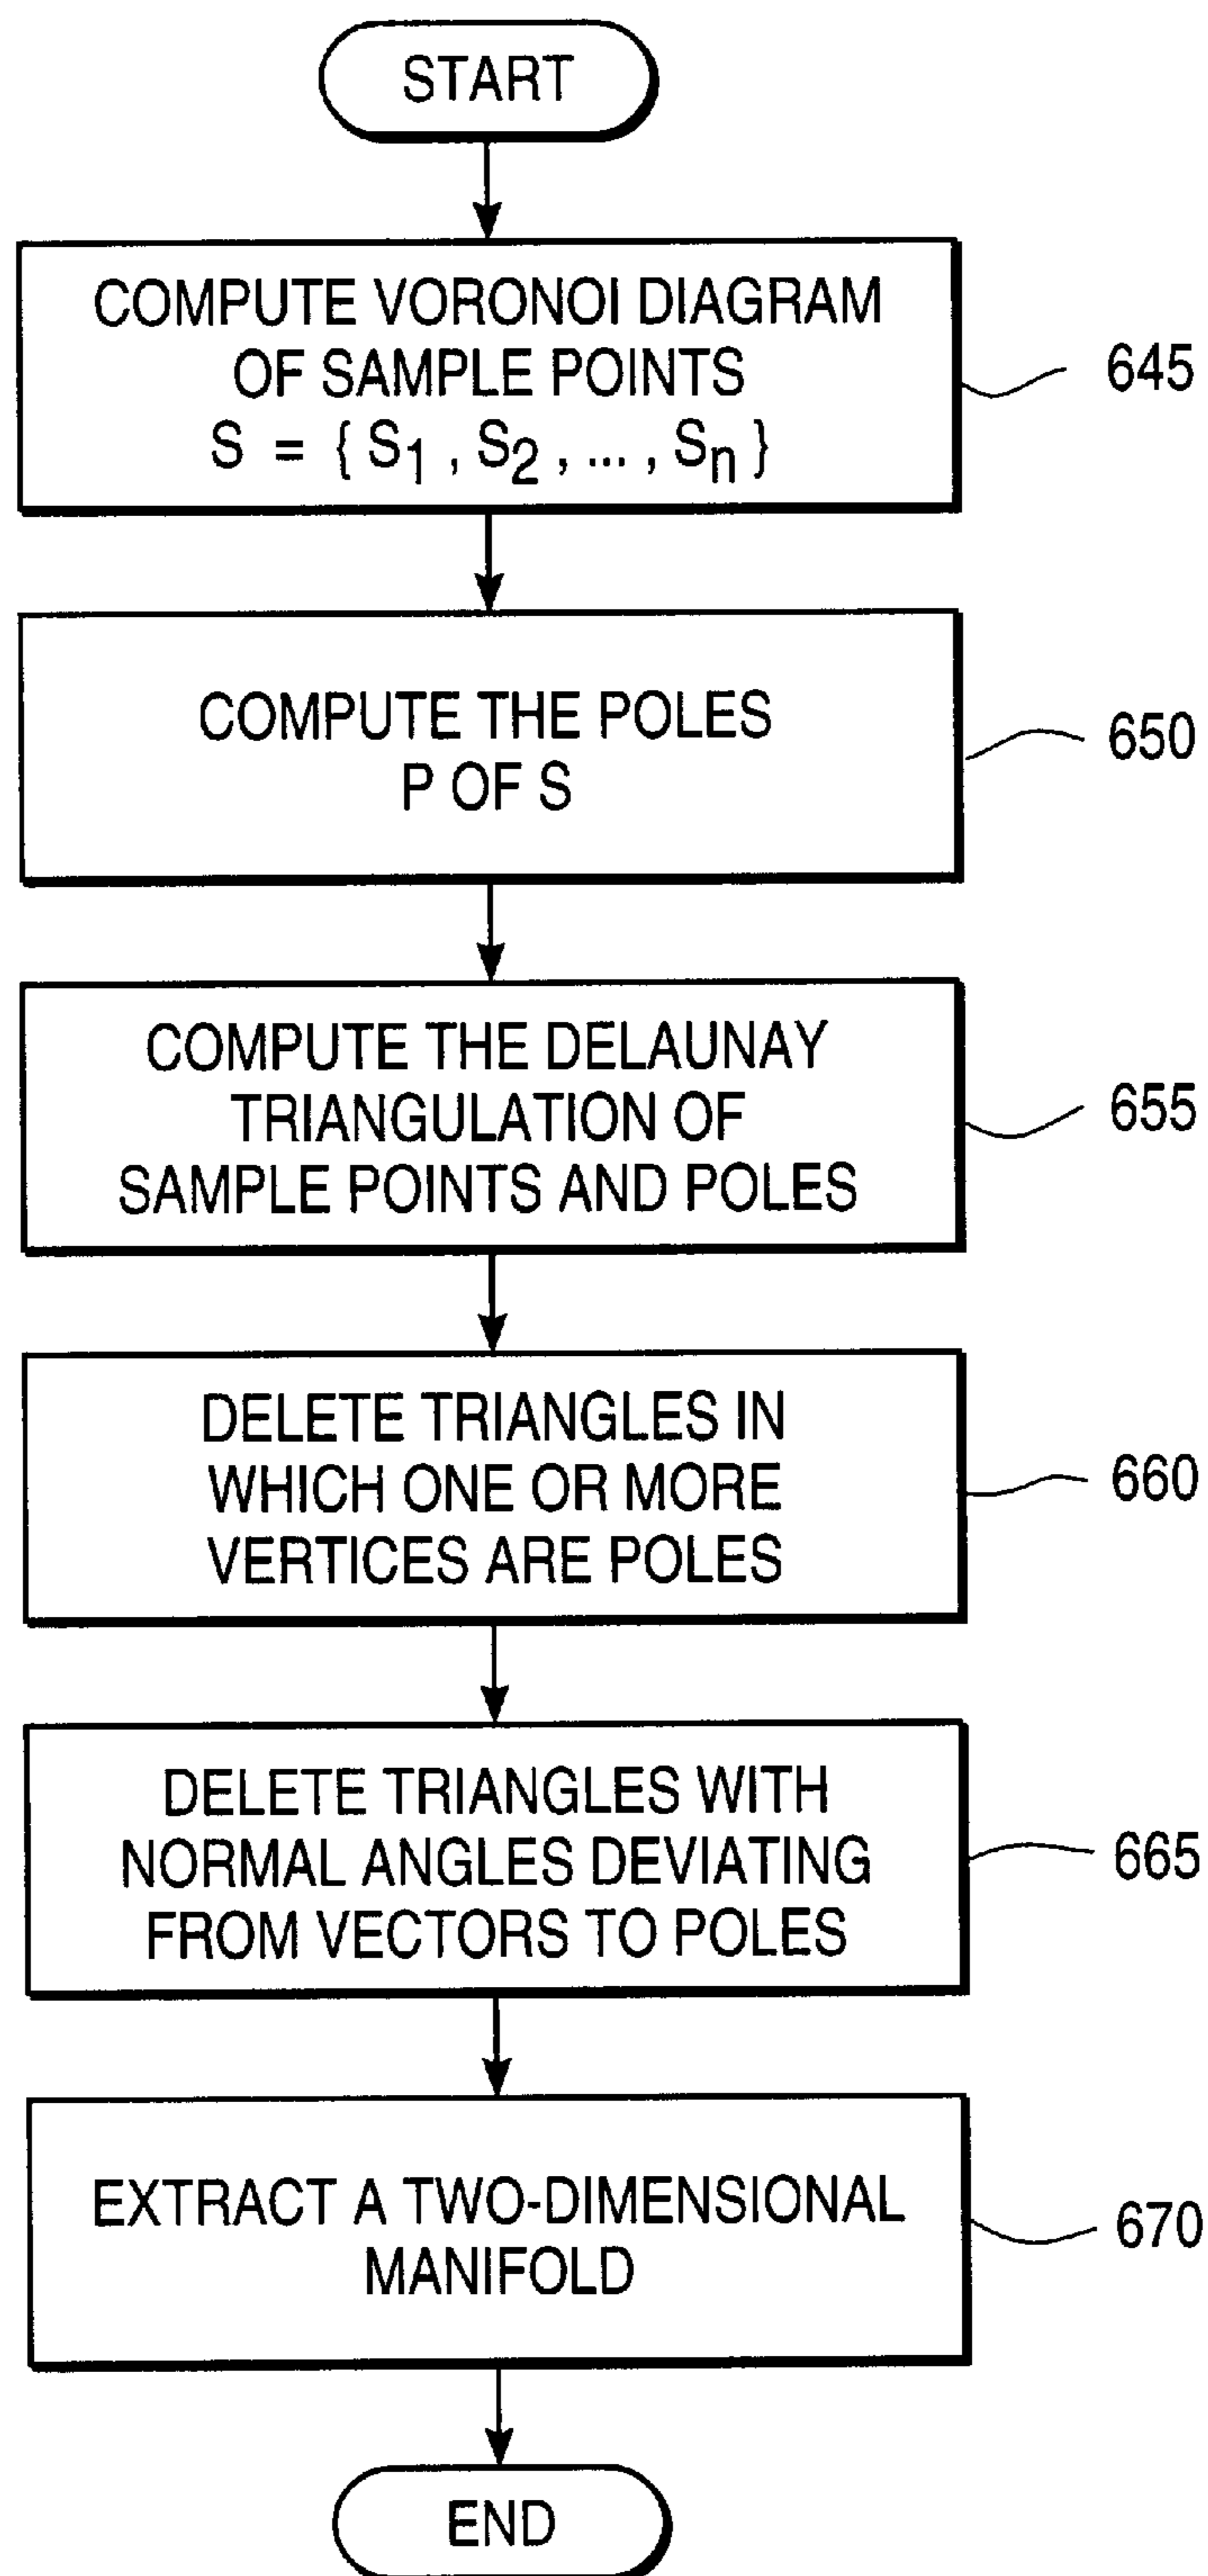 START
COMPUTE VORONOI DIAGRAM
OF SAMPLE POINTS
S = { S1 , S2 , ... , Sn }
645
COMPUTE THE POLES
P OF S
650
COMPUTE THE DELAUNAY
TRIANGULATION OF
SAMPLE POINTS AND POLES
655
DELETE TRIANGLES IN
WHICH ONE OR MORE
VERTICES ARE POLES
660
DELETE TRIANGLES WITH
NORMAL ANGLES DEVIATING
FROM VECTORS TO POLES
665
EXTRACT A TWO-DIMENSIONAL
MANIFOLD
670
END